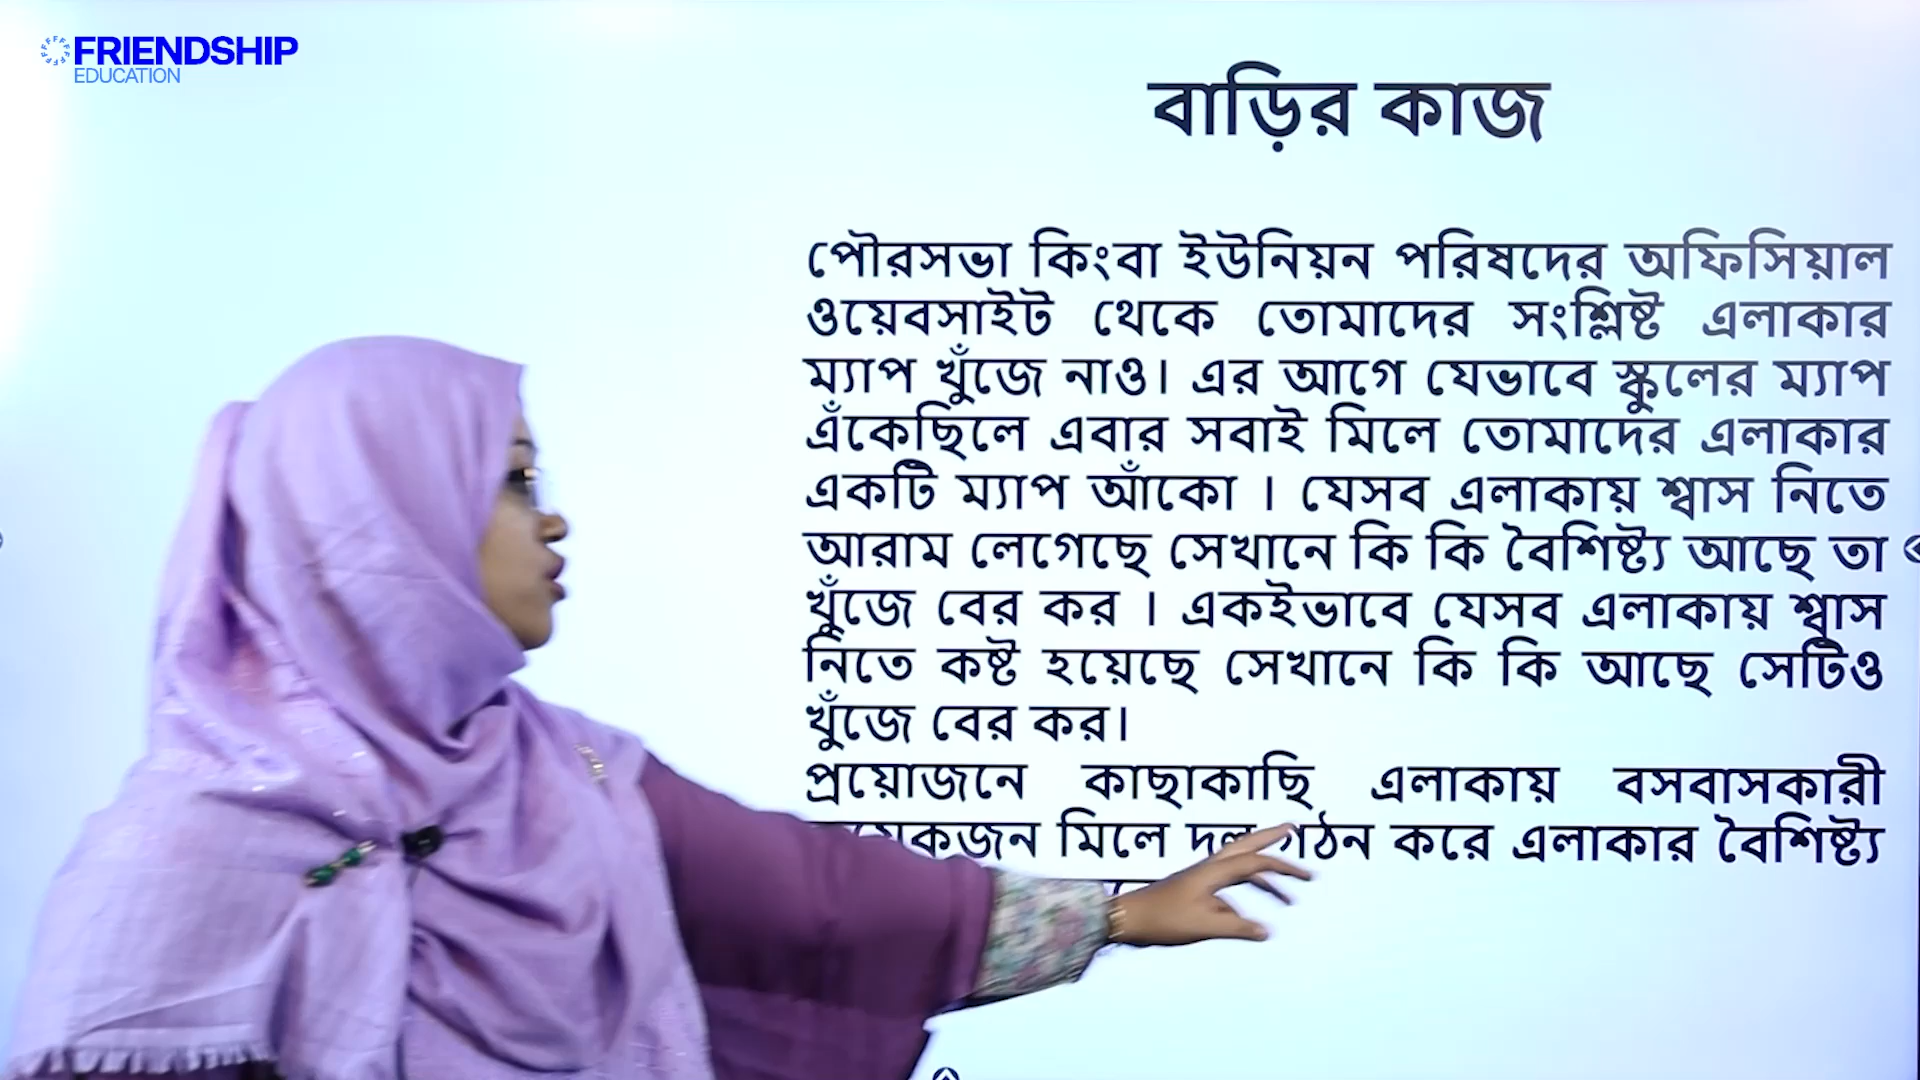 FRIENDSHIP
EDUCATION
বাড়ির কাজ
পৌরসভা কিংবা ইউনিয়ন পরিষদের অফিসিয়াল
ওয়েবসাইট থেকে তোমাদের সংশ্লিষ্ট এলাকার
ম্যাপ খুঁজে নাও। এর আগে যেভাবে স্কুলের ম্যাপ
এঁকেছিলে এবার সবাই মিলে তোমাদের এলাকার
একটি ম্যাপ আঁকো । যেসব এলাকায় শ্বাস নিতে
আরাম লেগেছে সেখানে কি কি বৈশিষ্ট্য আছে তা
খুঁজে বের কর । একইভাবে যেসব এলাকায় শ্বাস
নিতে কষ্ট হয়েছে সেখানে কি কি আছে সেটিও
খুঁজে বের কর।
প্রয়োজনে কাছাকাছি এলাকায় বসবাসকারী
মিলে গঠন করে এলাকার বৈশিষ্ট্য